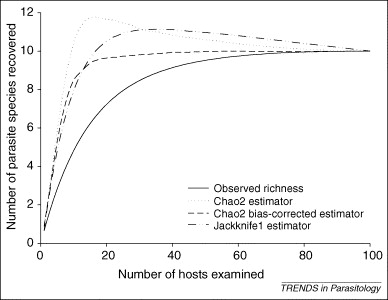 Number of parasite species recovered
12
10
8
6
4
2
0
Observed richness
Chao2 estimator
Chao2 bias-corrected estimator
Jackknife1 estimator
0 20 40 60 80 100
Number of hosts examined
TRENDS in Parasitology